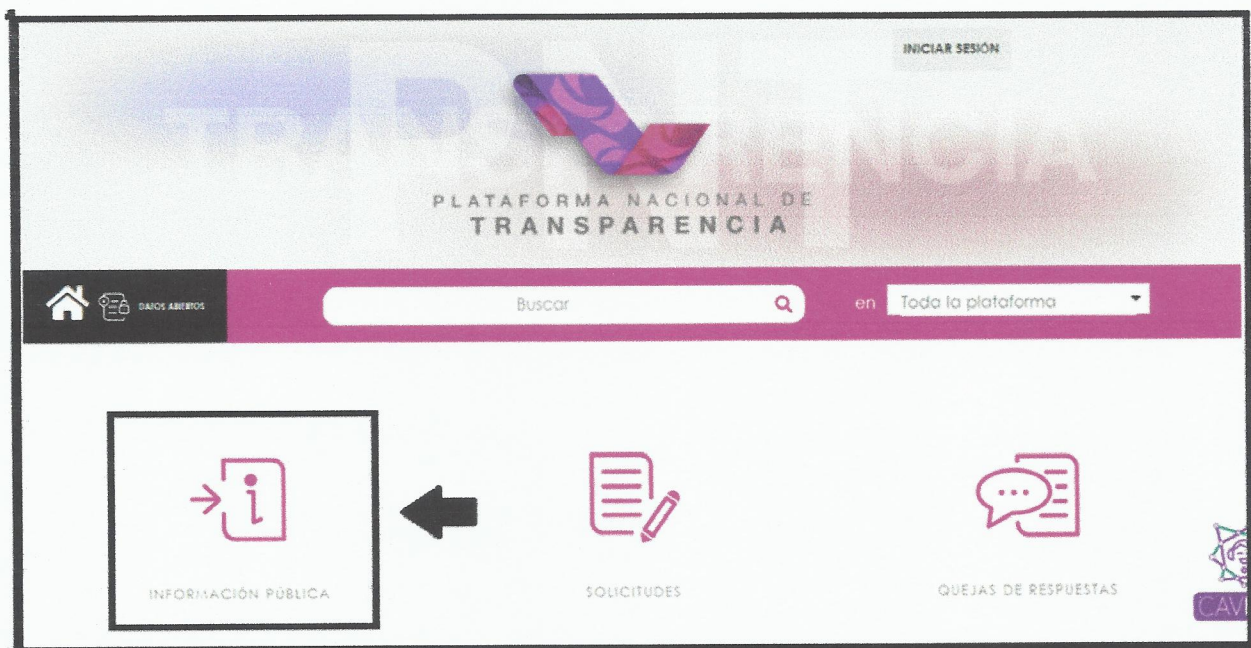 INICIAR SESIÓN
PLATAFORMA NACIONAL DE
TRANSPARENCIA
DATOS ABIERTOS
Buscar
en
Toda la plataforma
INFORMACIÓN PÚBLICA
SOLICITUDES
QUEJAS DE RESPUESTAS